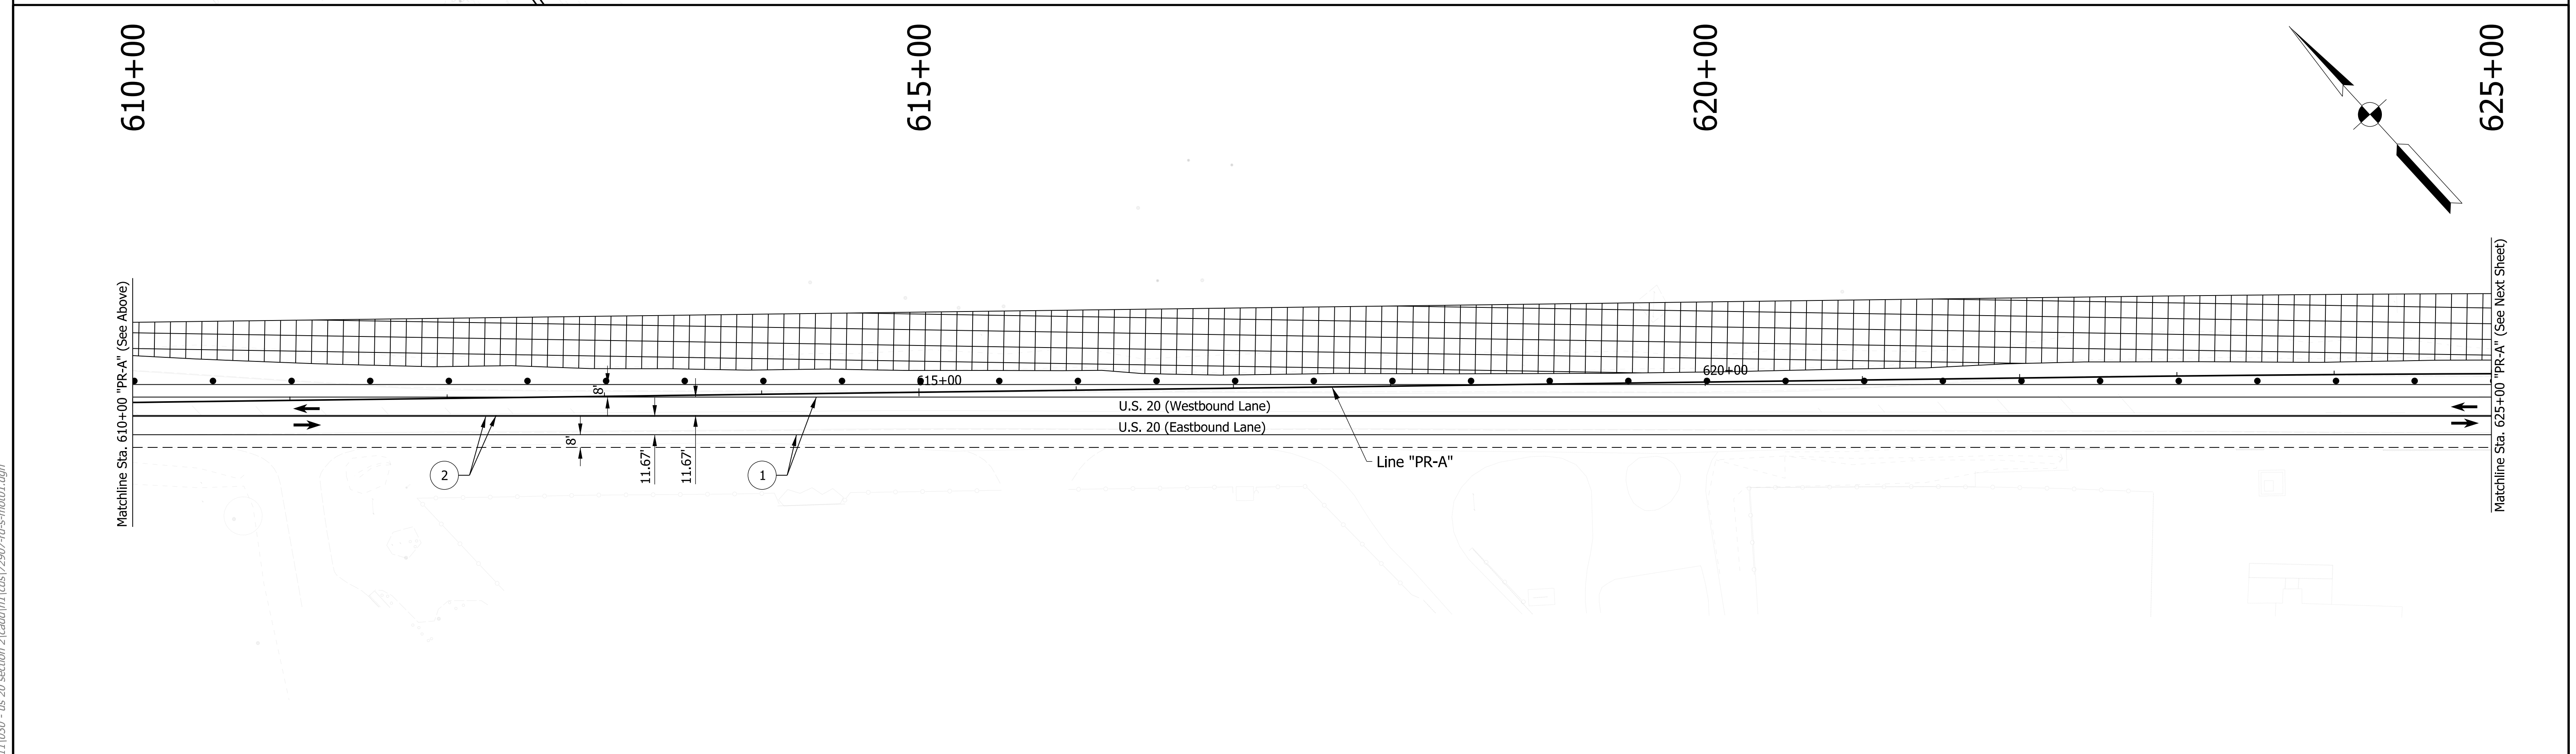 610+00
615+00
620+00
625+00
Matchline Sta. 610+00 "PR-A" (See Above)
Matchline Sta. 625+00 "PR-A" (See Next Sheet)
615+00
620+00
8'
U.S. 20 (Westbound Lane)
U.S. 20 (Eastbound Lane)
8'
11.67'
11.67'
2
1
Line "PR-A"